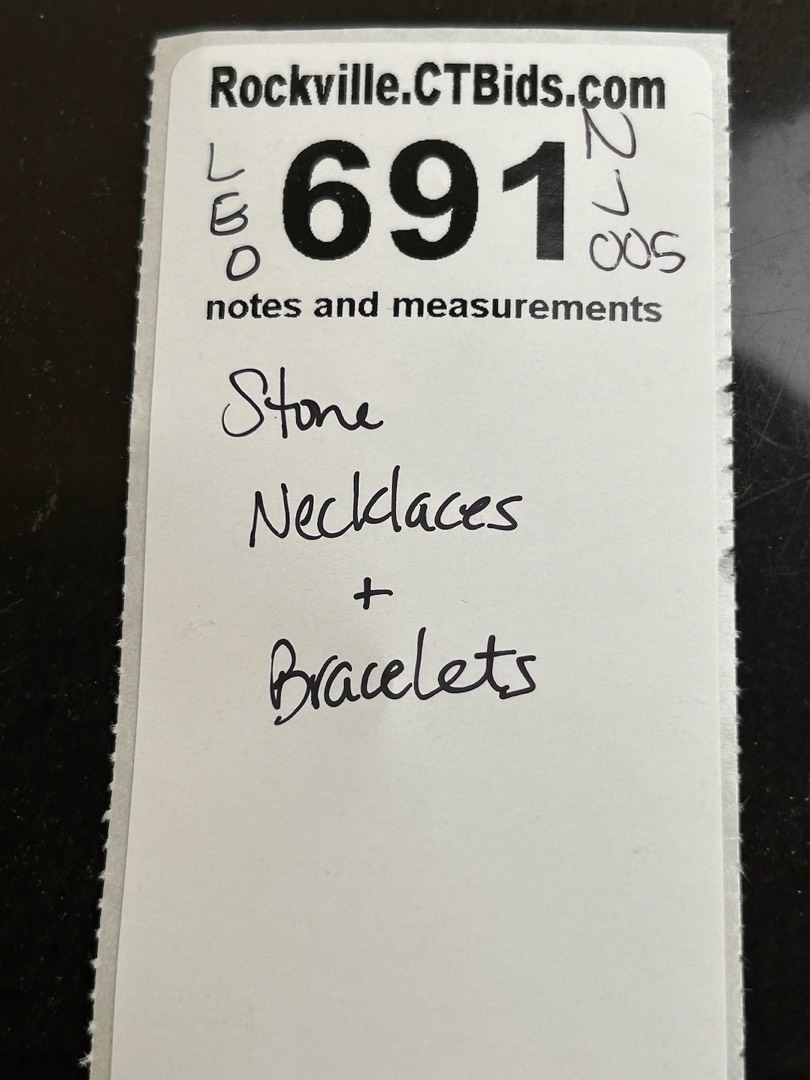 Rockville.CTBids.com
L
B
O
691
N
J
005
notes and measurements
Stone
Necklaces
+
Bracelets